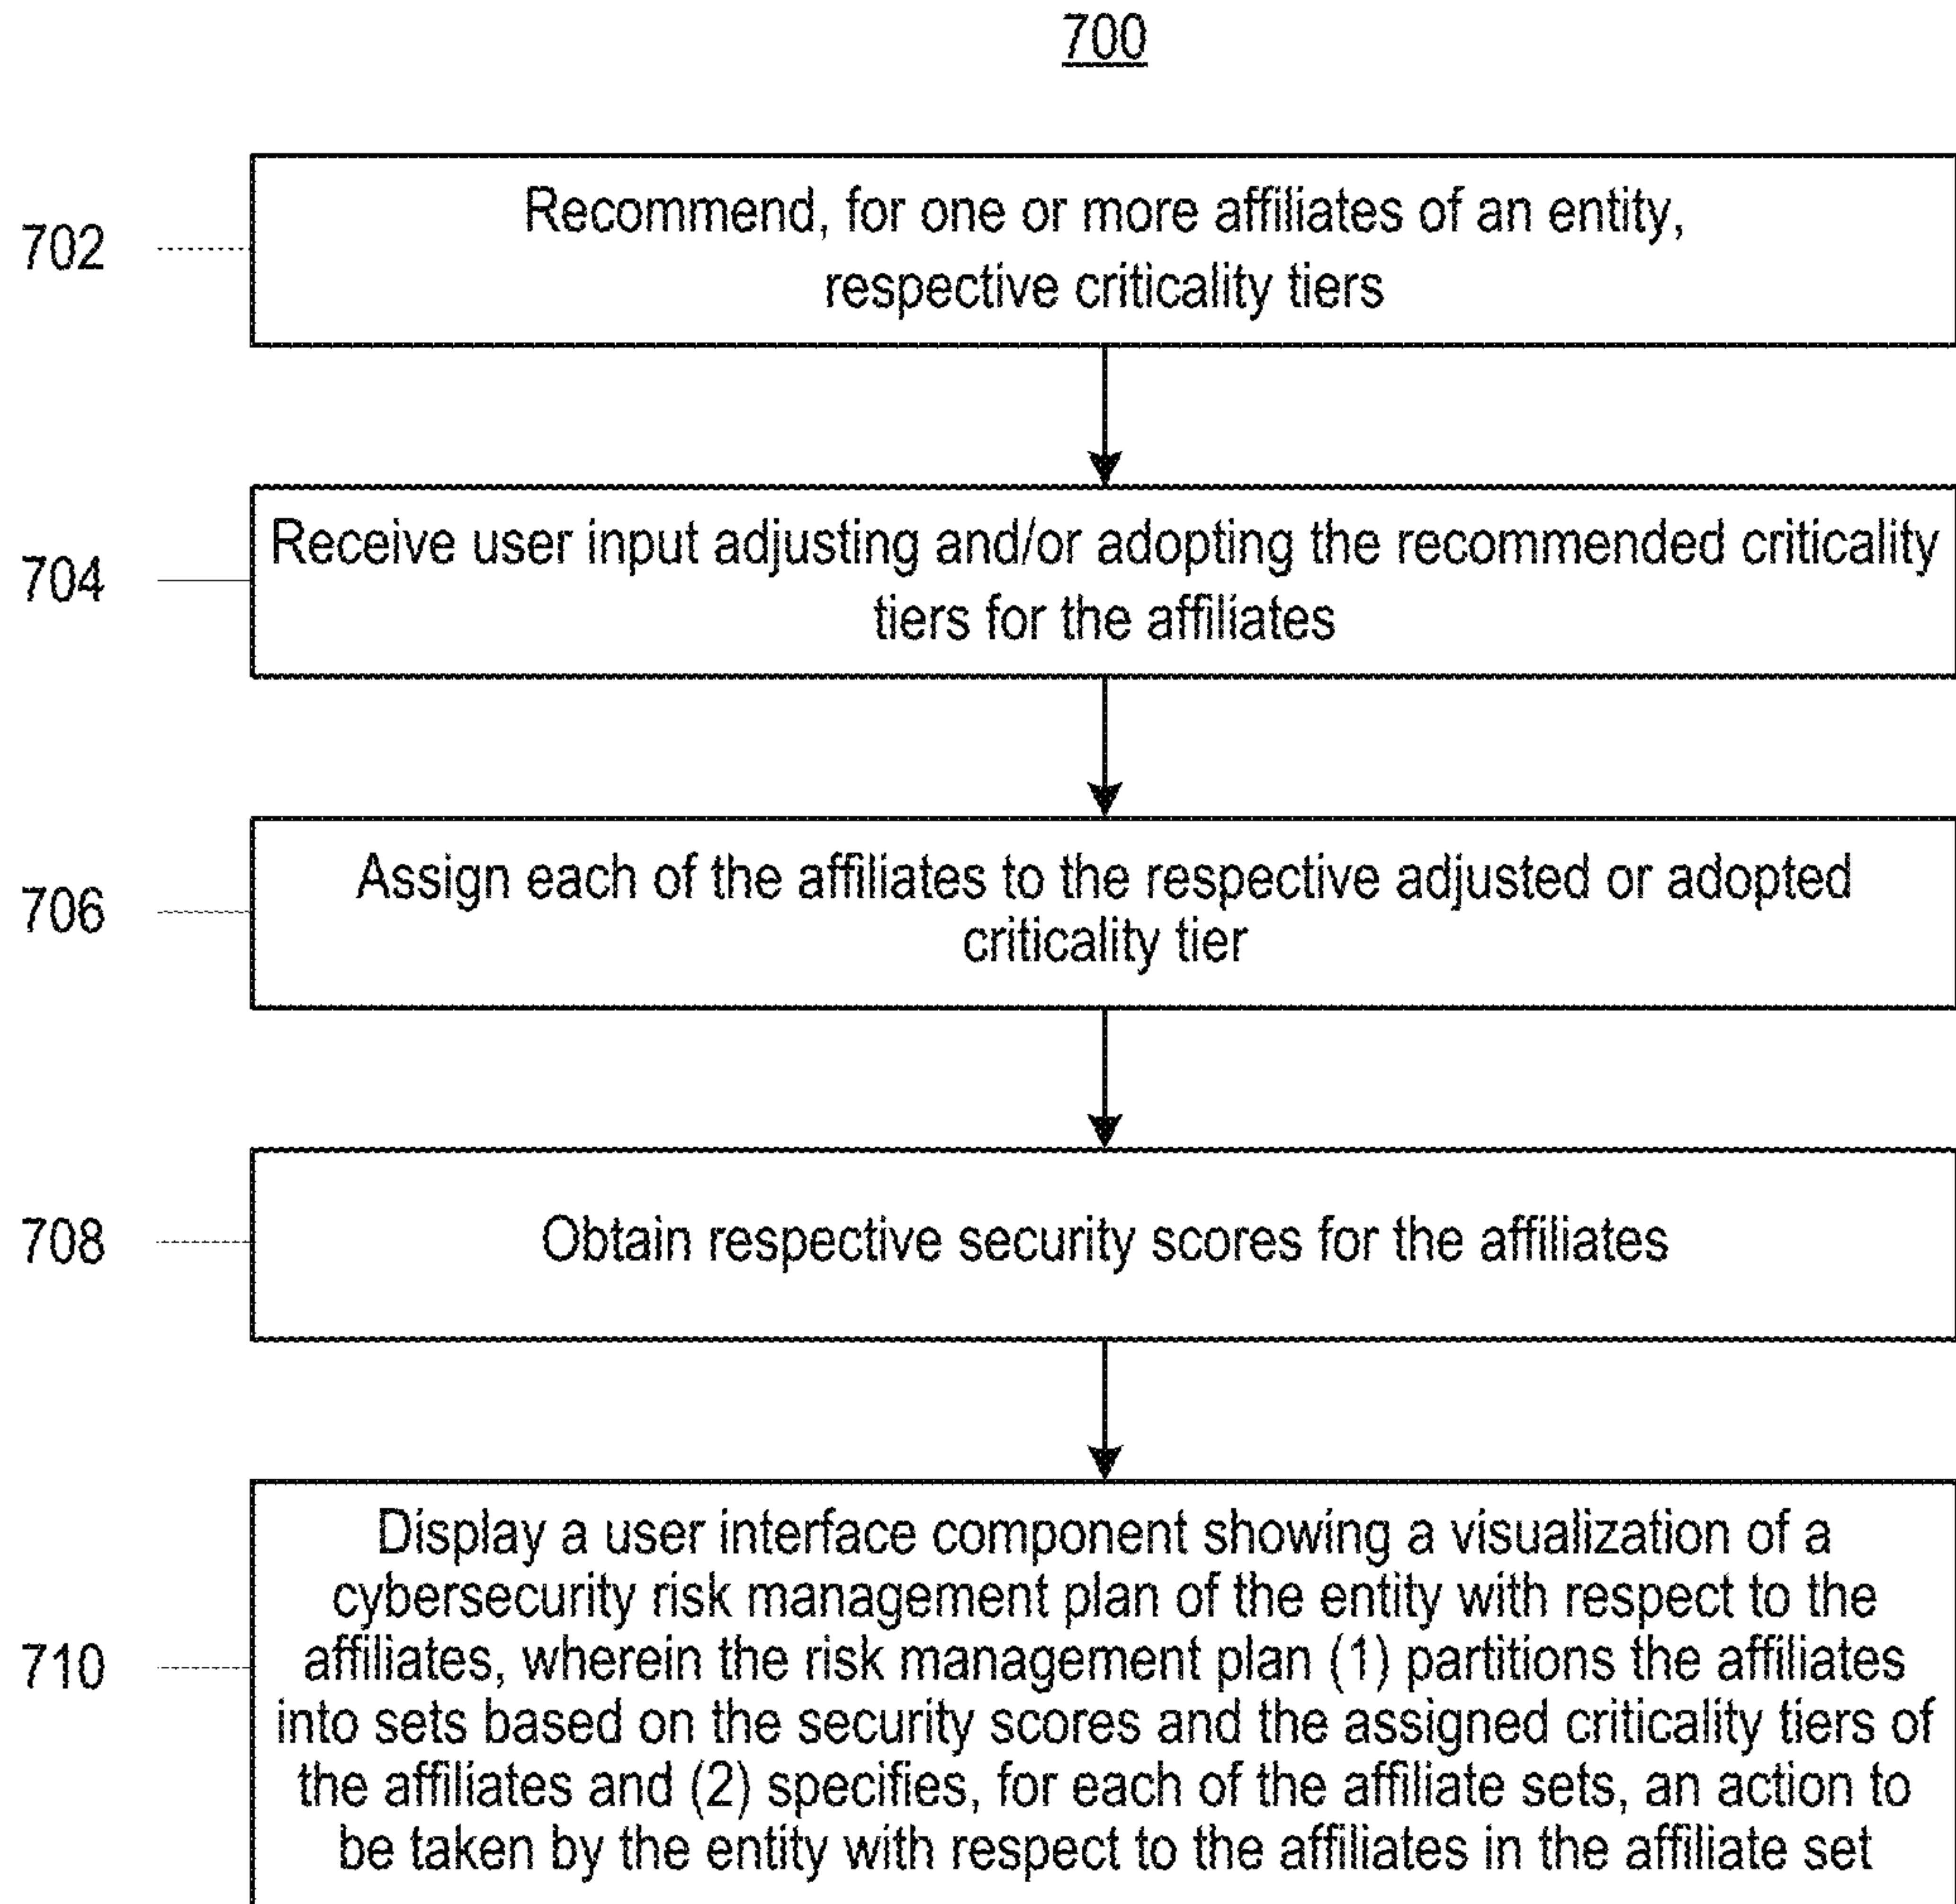 700
702
Recommend, for one or more affiliates of an entity,
respective criticality tiers
704
Receive user input adjusting and/or adopting the recommended criticality
tiers for the affiliates
706
Assign each of the affiliates to the respective adjusted or adopted
criticality tier
708
Obtain respective security scores for the affiliates
710
Display a user interface component showing a visualization of a
cybersecurity risk management plan of the entity with respect to the
affiliates, wherein the risk management plan (1) partitions the affiliates
into sets based on the security scores and the assigned criticality tiers of
the affiliates and (2) specifies, for each of the affiliate sets, an action to
be taken by the entity with respect to the affiliates in the affiliate set